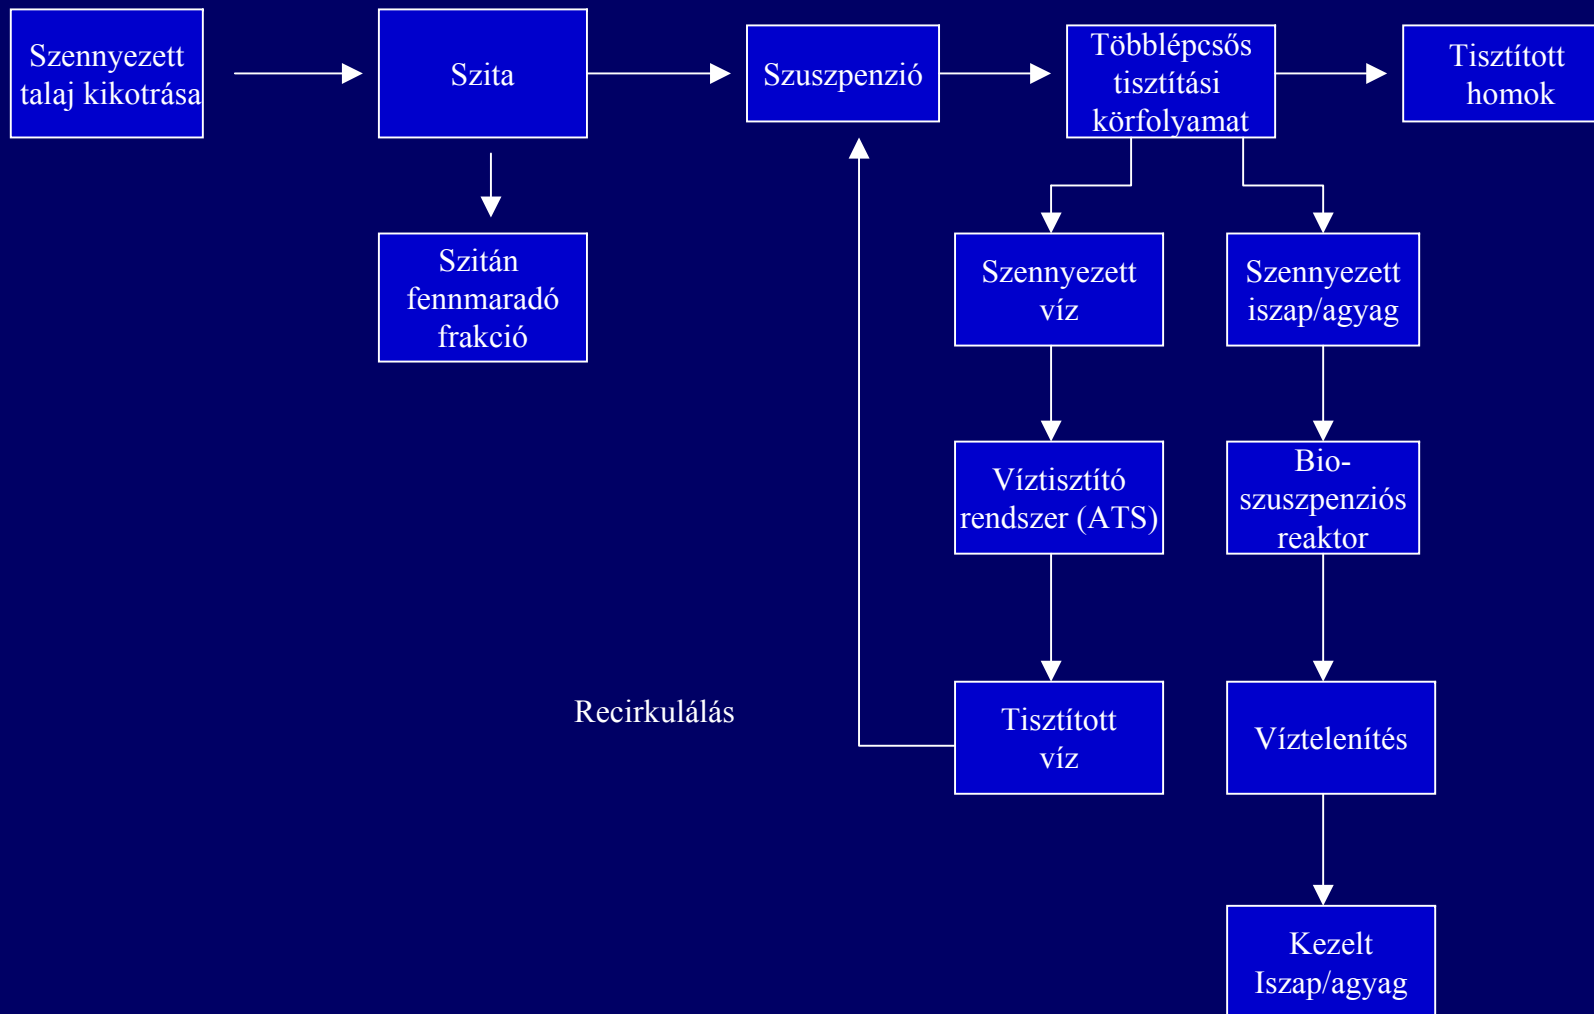 Szennyezett
talaj kikotrása
Szita
Szuszpenzió
Többlépcsős
tisztítási
körfolyamat
Tisztított
homok
Szitán
fennmaradó
frakció
Szennyezett
víz
Szennyezett
iszap/agyag
Víztisztító
rendszer (ATS)
Bio-
szuszpenziós
reaktor
Recirkulálás
Tisztított
víz
Víztelenítés
Kezelt
Iszap/agyag